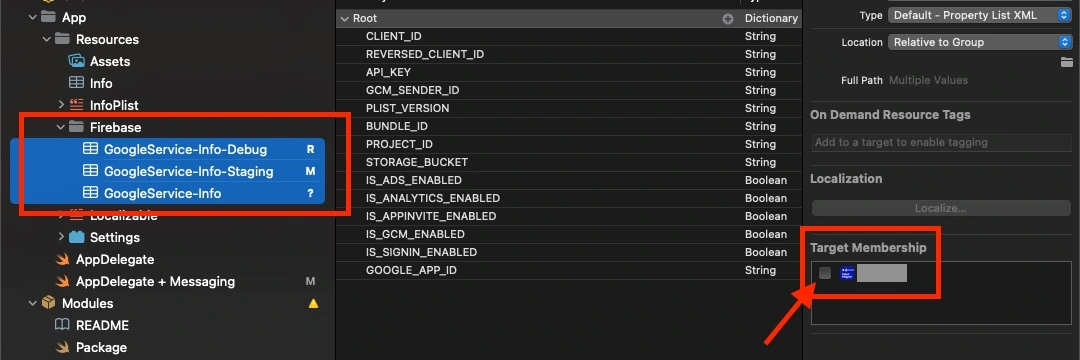 App
Resources
Assets
Info
InfoPlist
Firebase
GoogleService-Info-Debug R
GoogleService-Info-Staging M
GoogleService-Info ?
Localizable
Settings
AppDelegate
AppDelegate + Messaging M
Modules
README
Package
Root Dictionary
CLIENT_ID String
REVERSED_CLIENT_ID String
API_KEY String
GCM_SENDER_ID String
PLIST_VERSION String
BUNDLE_ID String
PROJECT_ID String
STORAGE_BUCKET String
IS_ADS_ENABLED Boolean
IS_ANALYTICS_ENABLED Boolean
IS_APPINVITE_ENABLED Boolean
IS_GCM_ENABLED Boolean
IS_SIGNIN_ENABLED Boolean
GOOGLE_APP_ID String
Type Default - Property List XML
Location Relative to Group
Full Path Multiple Values
On Demand Resource Tags
Add to a target to enable tagging
Localization
Localize...
Target Membership